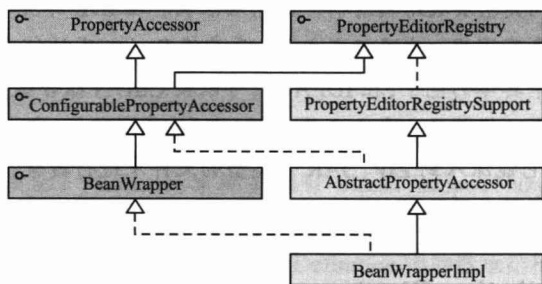 PropertyAccessor
PropertyEditorRegistry
ConfigurablePropertyAccessor
PropertyEditorRegistrySupport
BeanWrapper
AbstractPropertyAccessor
BeanWrapperImpl